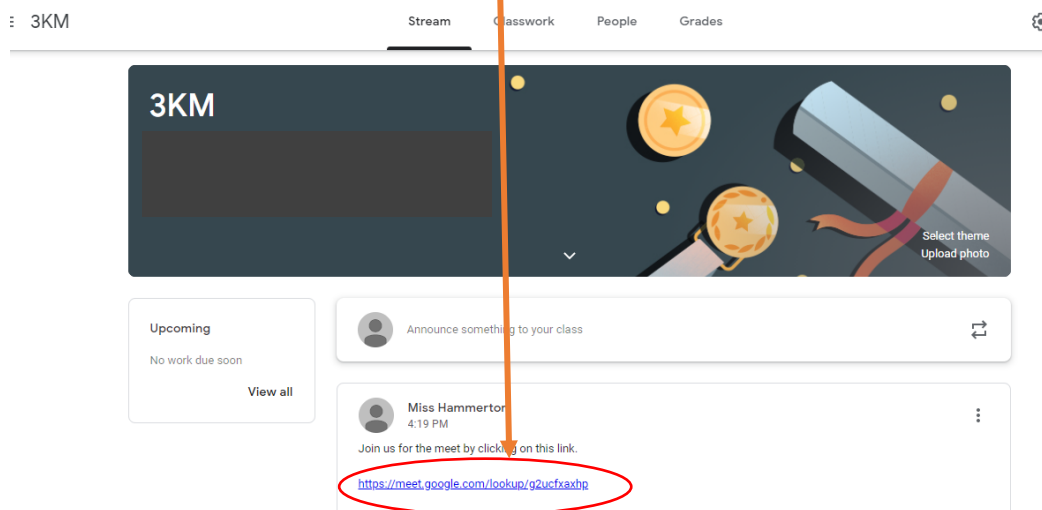 3KM
Stream Classwork People Grades
3KM
Select theme
Upload photo
Upcoming
No work due soon
View all
Announce something to your class
Miss Hammerton
4:19 PM
Join us for the meet by clicking on this link.
https://meet.google.com/lookup/g2ucfxaxhp